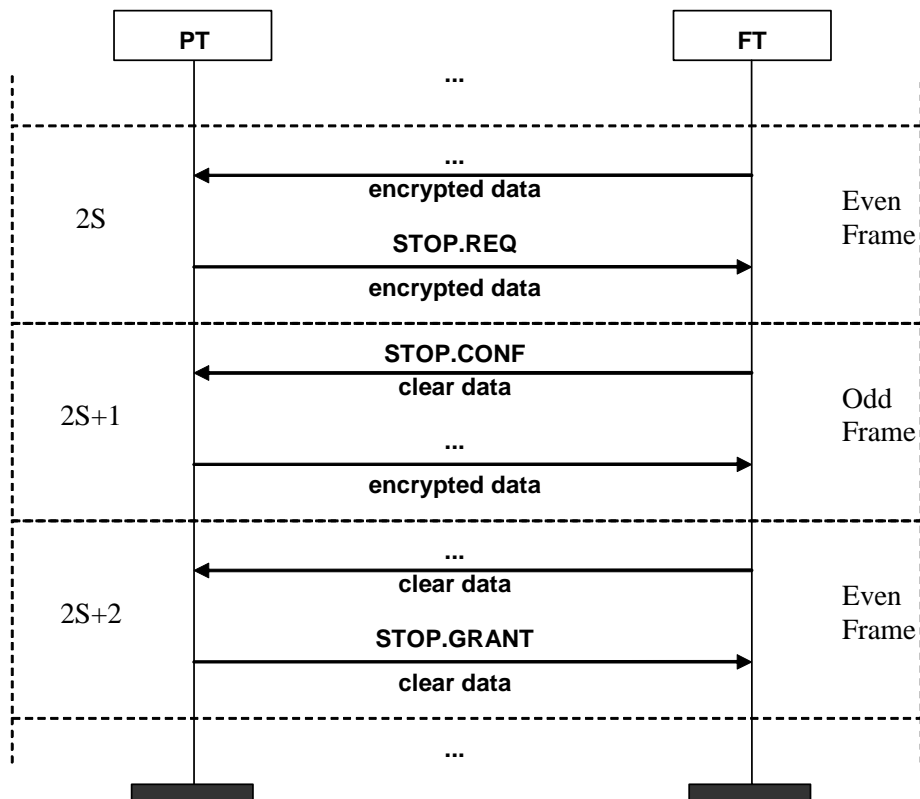 PT
FT
...
...
encrypted data
2S
Even
Frame
STOP.REQ
encrypted data
STOP.CONF
clear data
2S+1
Odd
Frame
...
encrypted data
...
clear data
2S+2
Even
Frame
STOP.GRANT
clear data
...